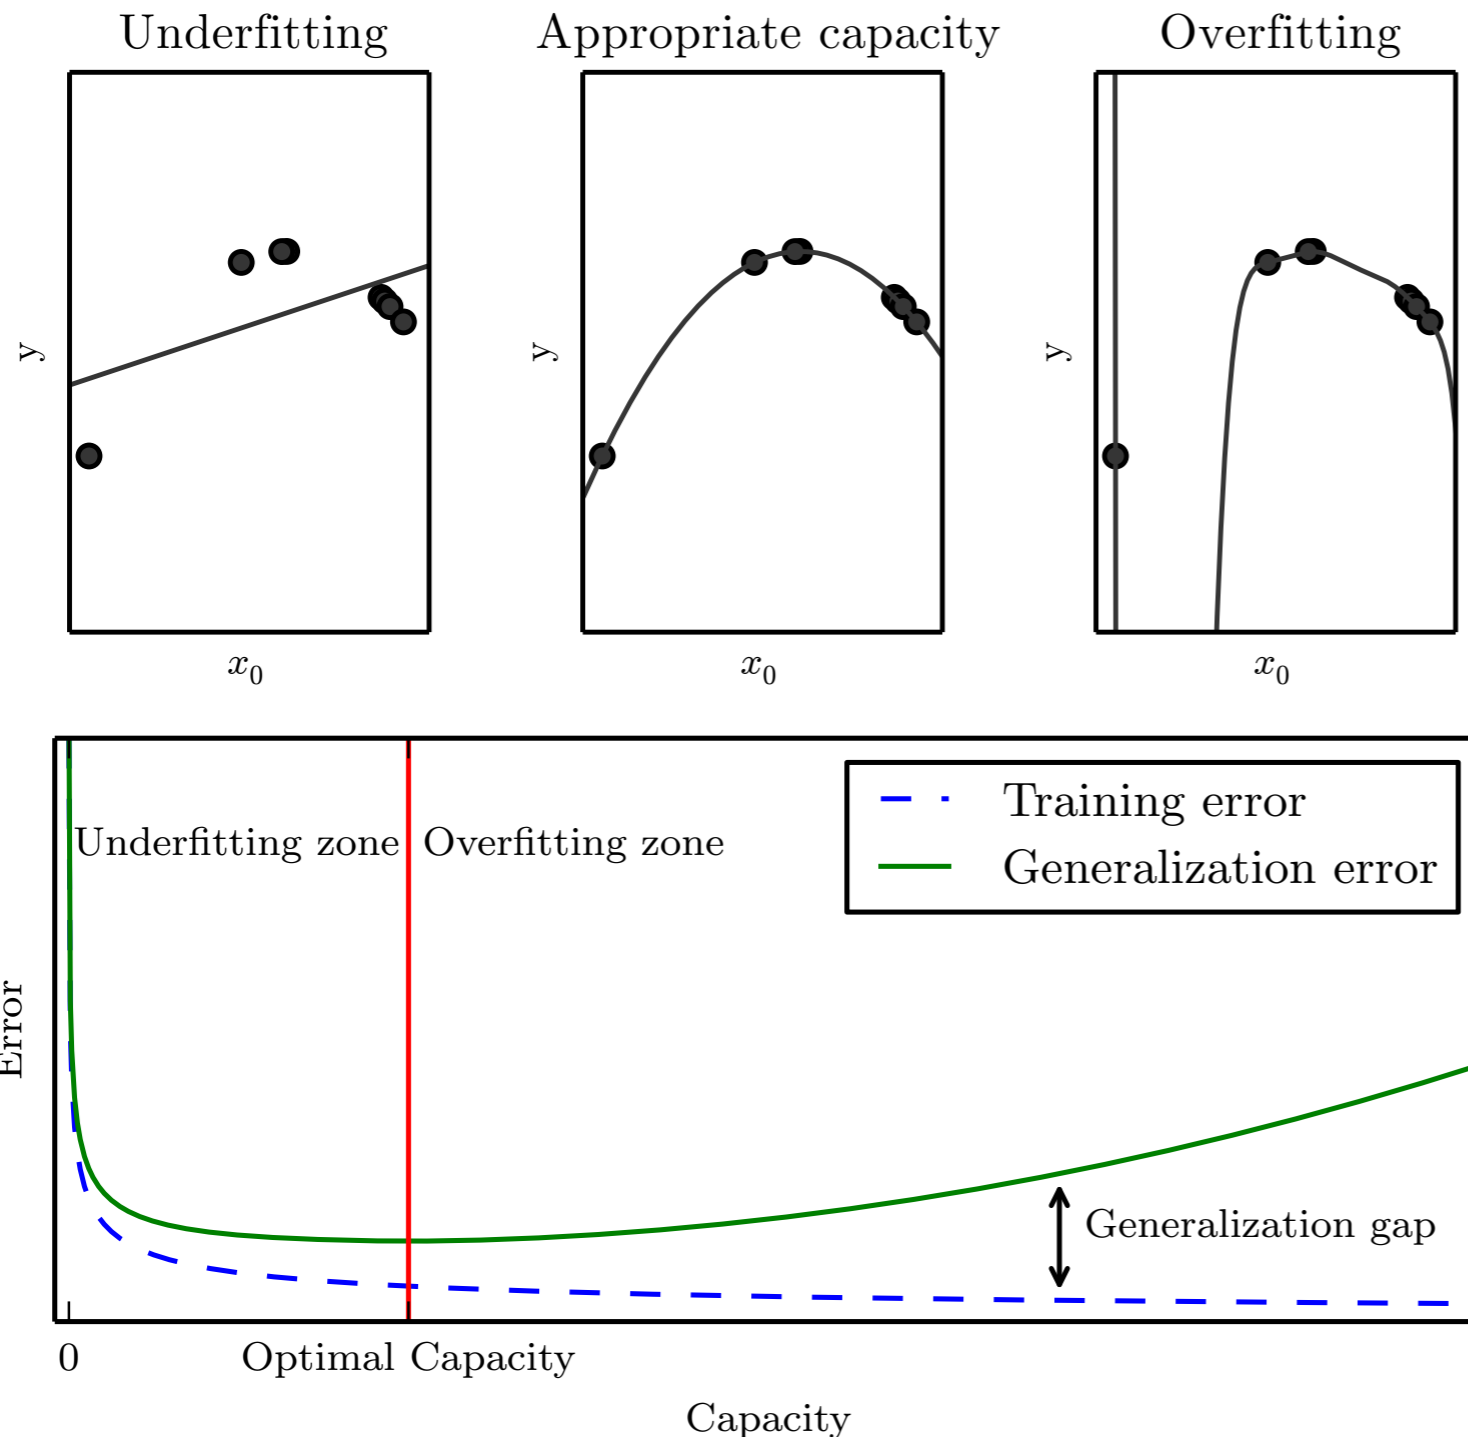 Underfitting
Appropriate capacity
Overfitting
y
y
y
x₀
x₀
x₀
Underfitting zone
Overfitting zone
Training error
Generalization error
Error
Generalization gap
0
Optimal Capacity
Capacity